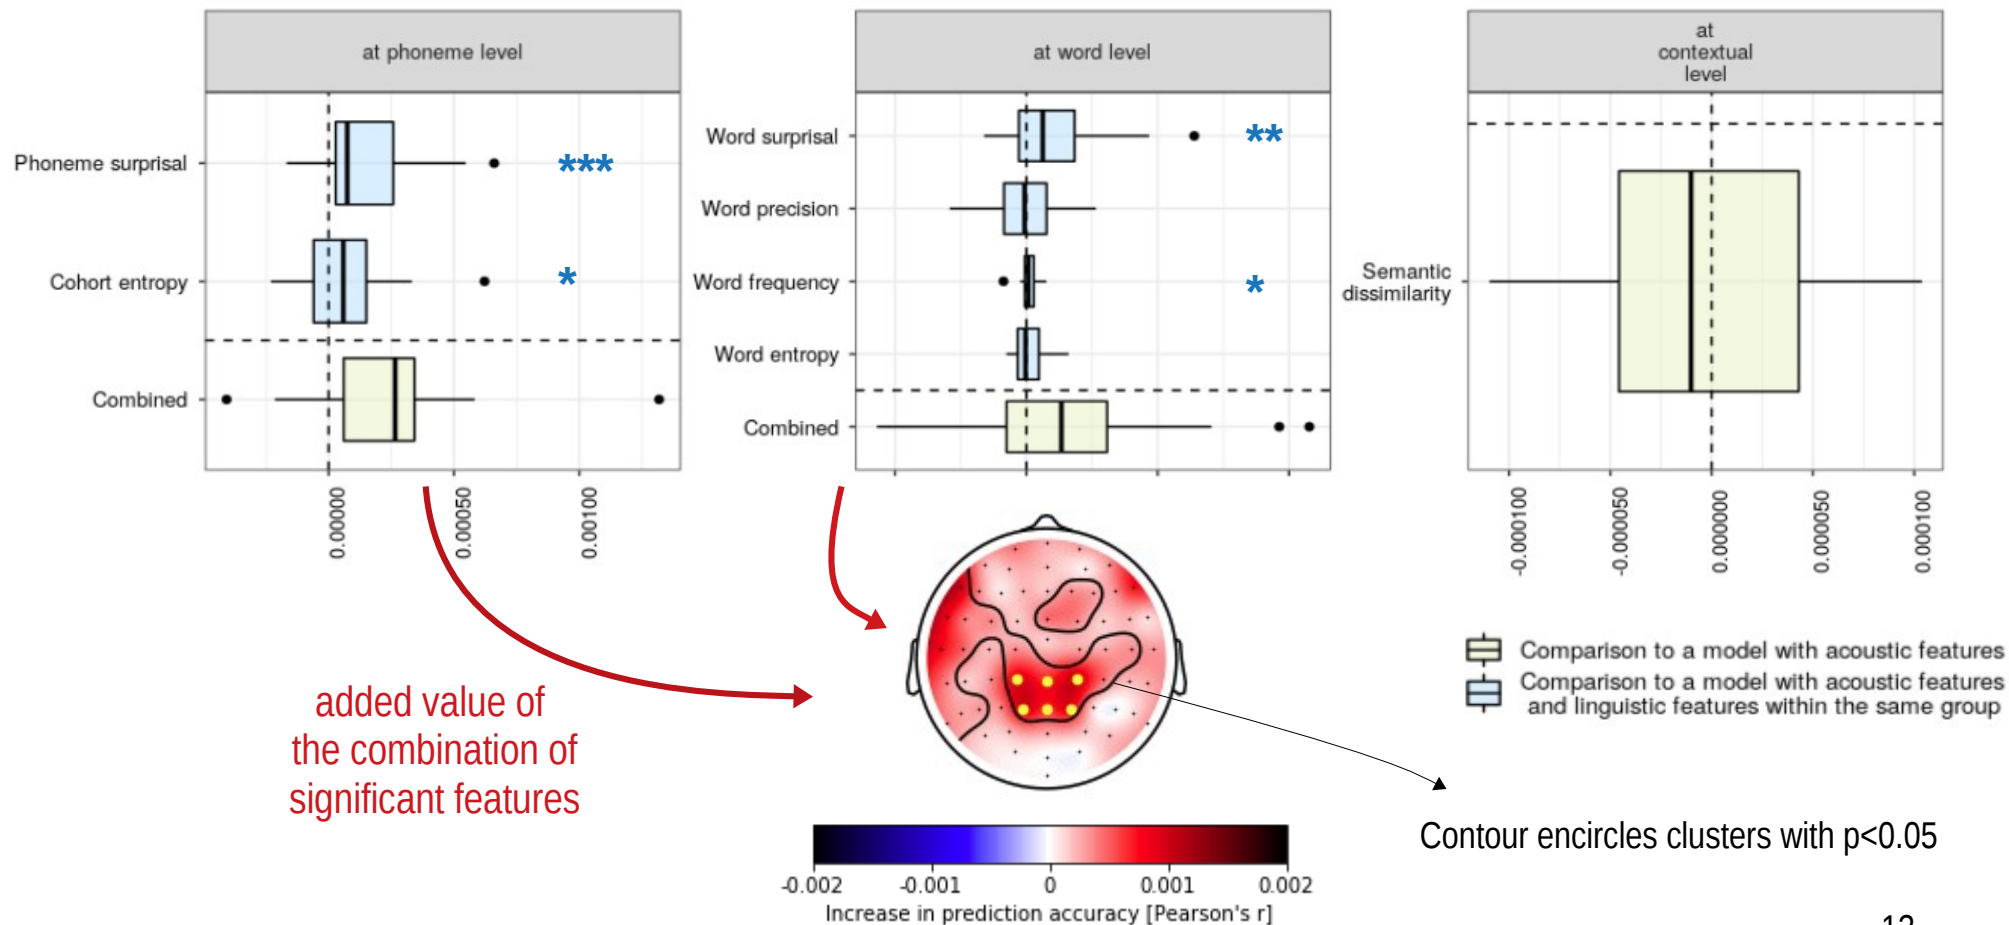 at phoneme level
Phoneme surprisal
***
Cohort entropy
*
Combined
0.00000
0.00050
0.00100
at word level
Word surprisal
**
Word precision
Word frequency
*
Word entropy
Combined
at
contextual
level
Semantic
dissimilarity
-0.000100
-0.000050
0.000000
0.000050
0.000100
Comparison to a model with acoustic features
Comparison to a model with acoustic features
and linguistic features within the same group
added value of
the combination of
significant features
Contour encircles clusters with p<0.05
-0.002
-0.001
0
0.001
0.002
Increase in prediction accuracy [Pearson's r]